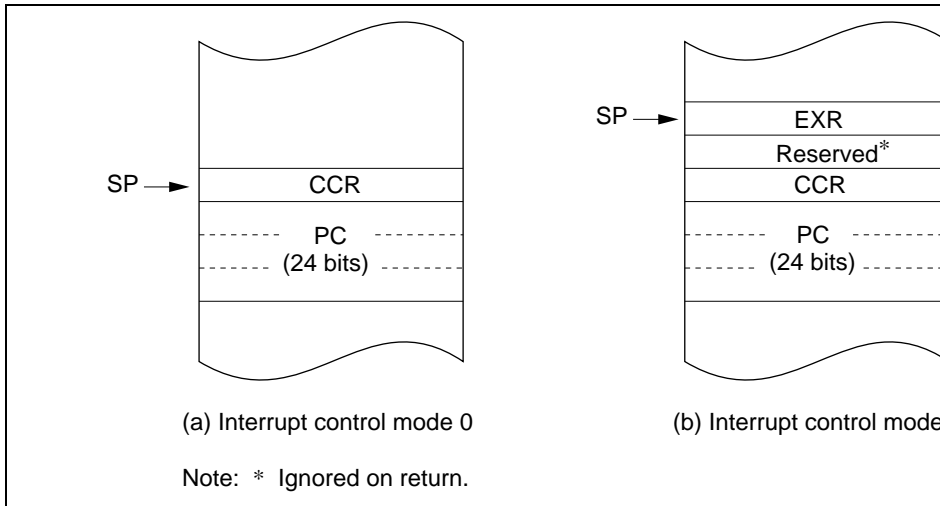 SP
CCR
PC
(24 bits)
(a) Interrupt control mode 0
SP
EXR
Reserved*
CCR
PC
(24 bits)
(b) Interrupt control mode
Note: * Ignored on return.